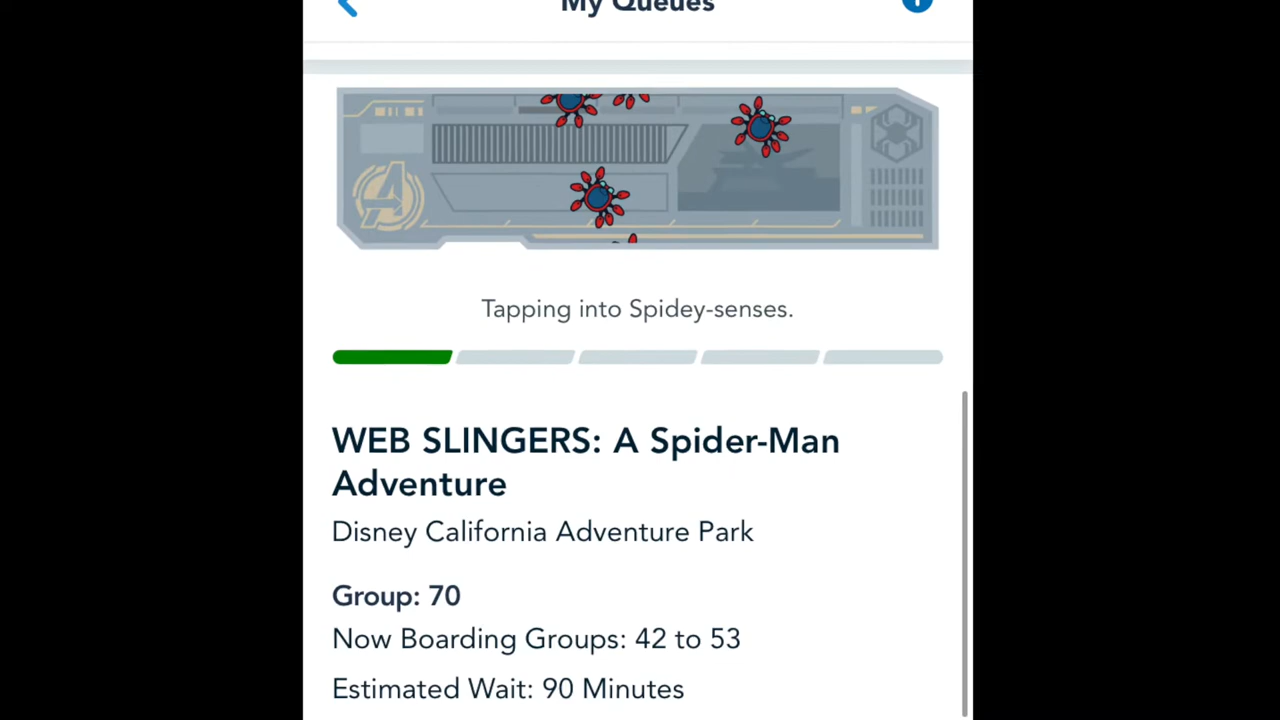 My Queues
Tapping into Spidey-senses.
WEB SLINGERS: A Spider-Man
Adventure
Disney California Adventure Park
Group: 70
Now Boarding Groups: 42 to 53
Estimated Wait: 90 Minutes